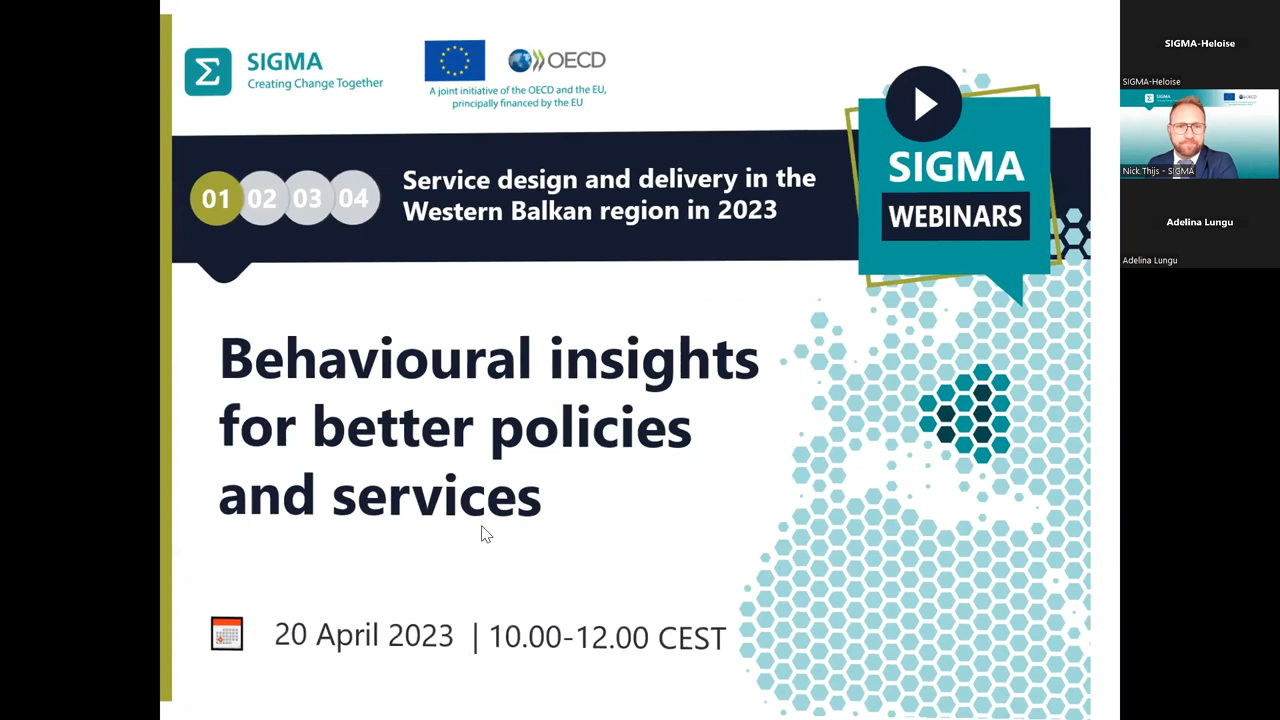 SIGMA
Creating Change Together
OECD
A joint initiative of the OECD and the EU,
principally financed by the EU
01 02 03 04
Service design and delivery in the
Western Balkan region in 2023
SIGMA
WEBINARS
Behavioural insights
for better policies
and services
20 April 2023 | 10.00-12.00 CEST
SIGMA-Heloise
SIGMA-Heloise
SIGMA
OECD
Nick Thijs - SIGMA
Adelina Lungu
Adelina Lungu